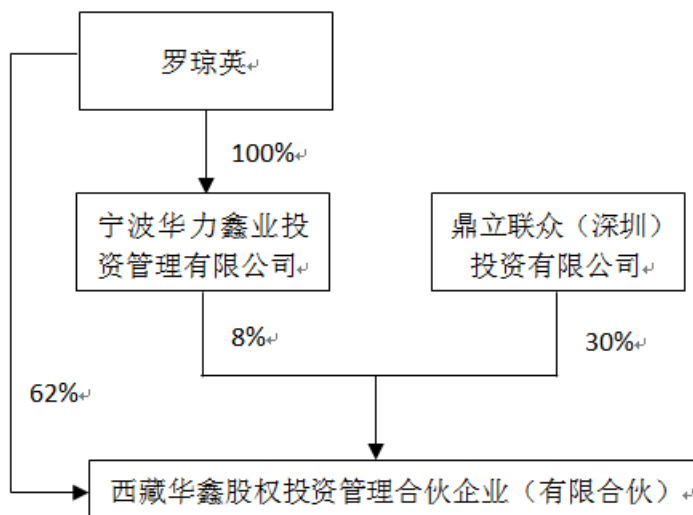 罗琼英
100%
宁波华力鑫业投
资管理有限公司
鼎立联众（深圳）
投资有限公司
8%
30%
62%
西藏华鑫股权投资管理合伙企业（有限合伙）